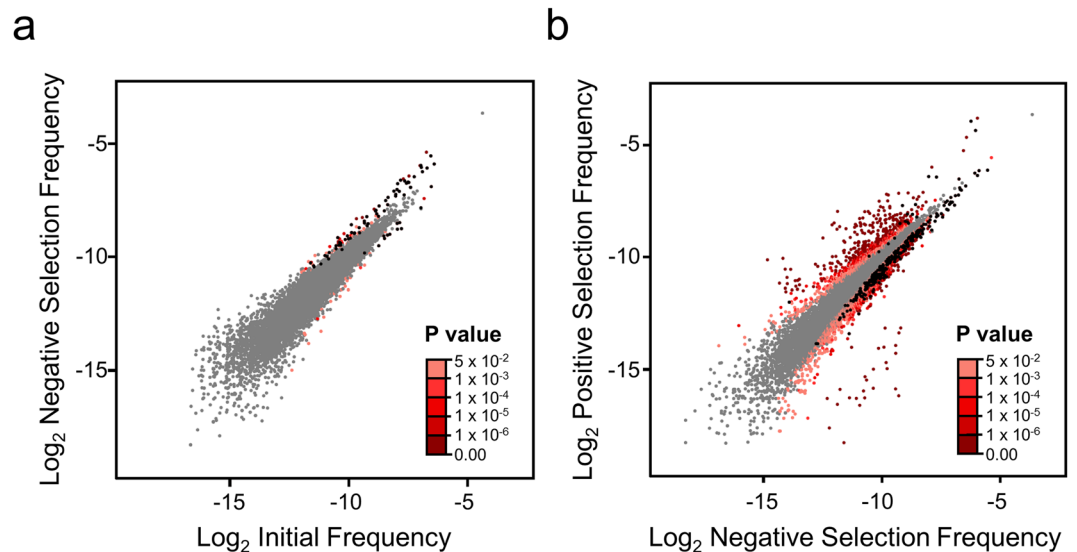 a
Log₂ Negative Selection Frequency
-5
-10
-15
P value
5 x 10⁻²
1 x 10⁻³
1 x 10⁻⁴
1 x 10⁻⁵
1 x 10⁻⁶
0.00
-15 -10 -5
Log₂ Initial Frequency
b
Log₂ Positive Selection Frequency
-5
-10
-15
P value
5 x 10⁻²
1 x 10⁻³
1 x 10⁻⁴
1 x 10⁻⁵
1 x 10⁻⁶
0.00
-15 -10 -5
Log₂ Negative Selection Frequency